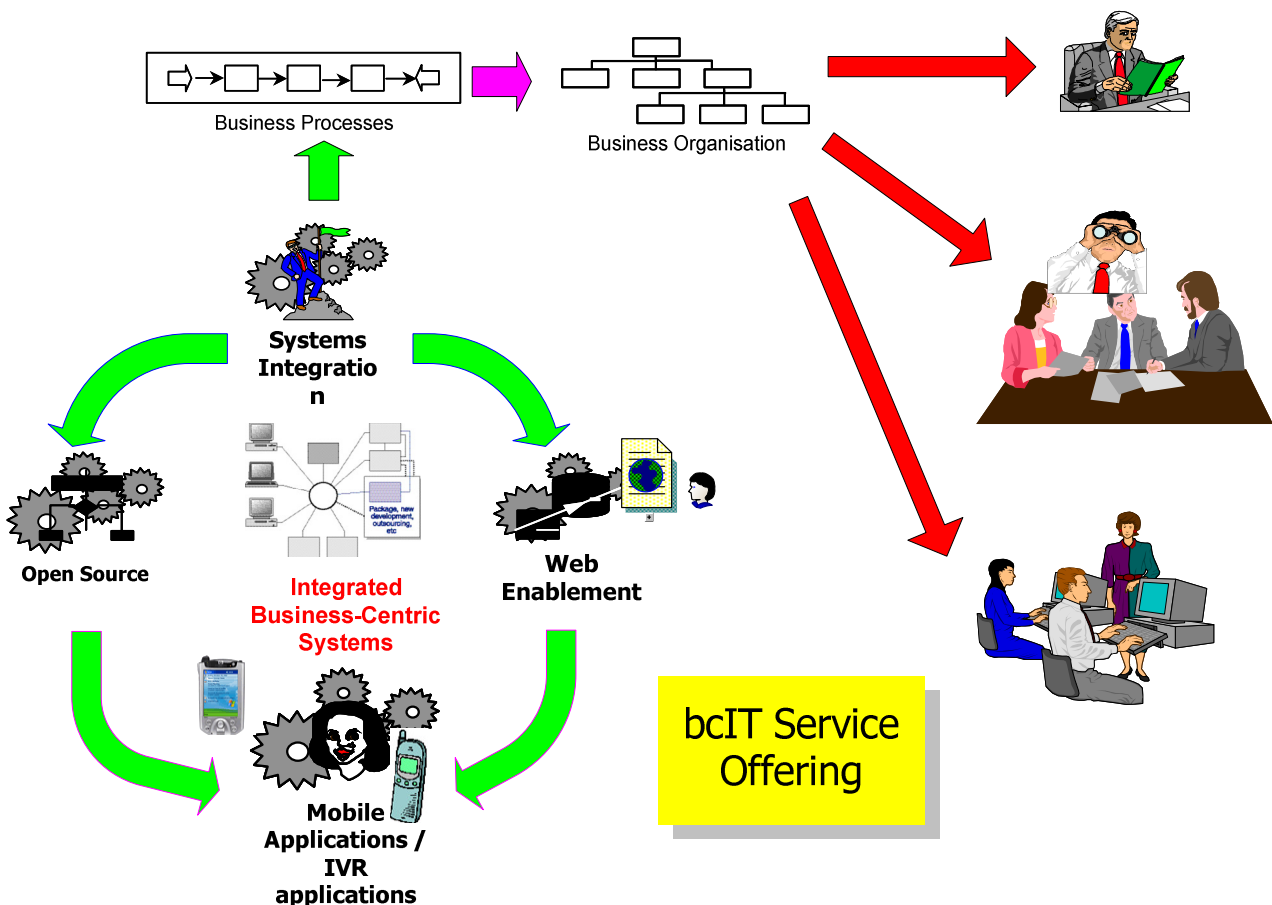 Business Processes
Business Organisation
Systems
Integratio
n
Package, new
development,
outsourcing,
etc
Open Source
Web
Enablement
Integrated
Business-Centric
Systems
bcIT Service
Offering
Mobile
Applications /
IVR
applications